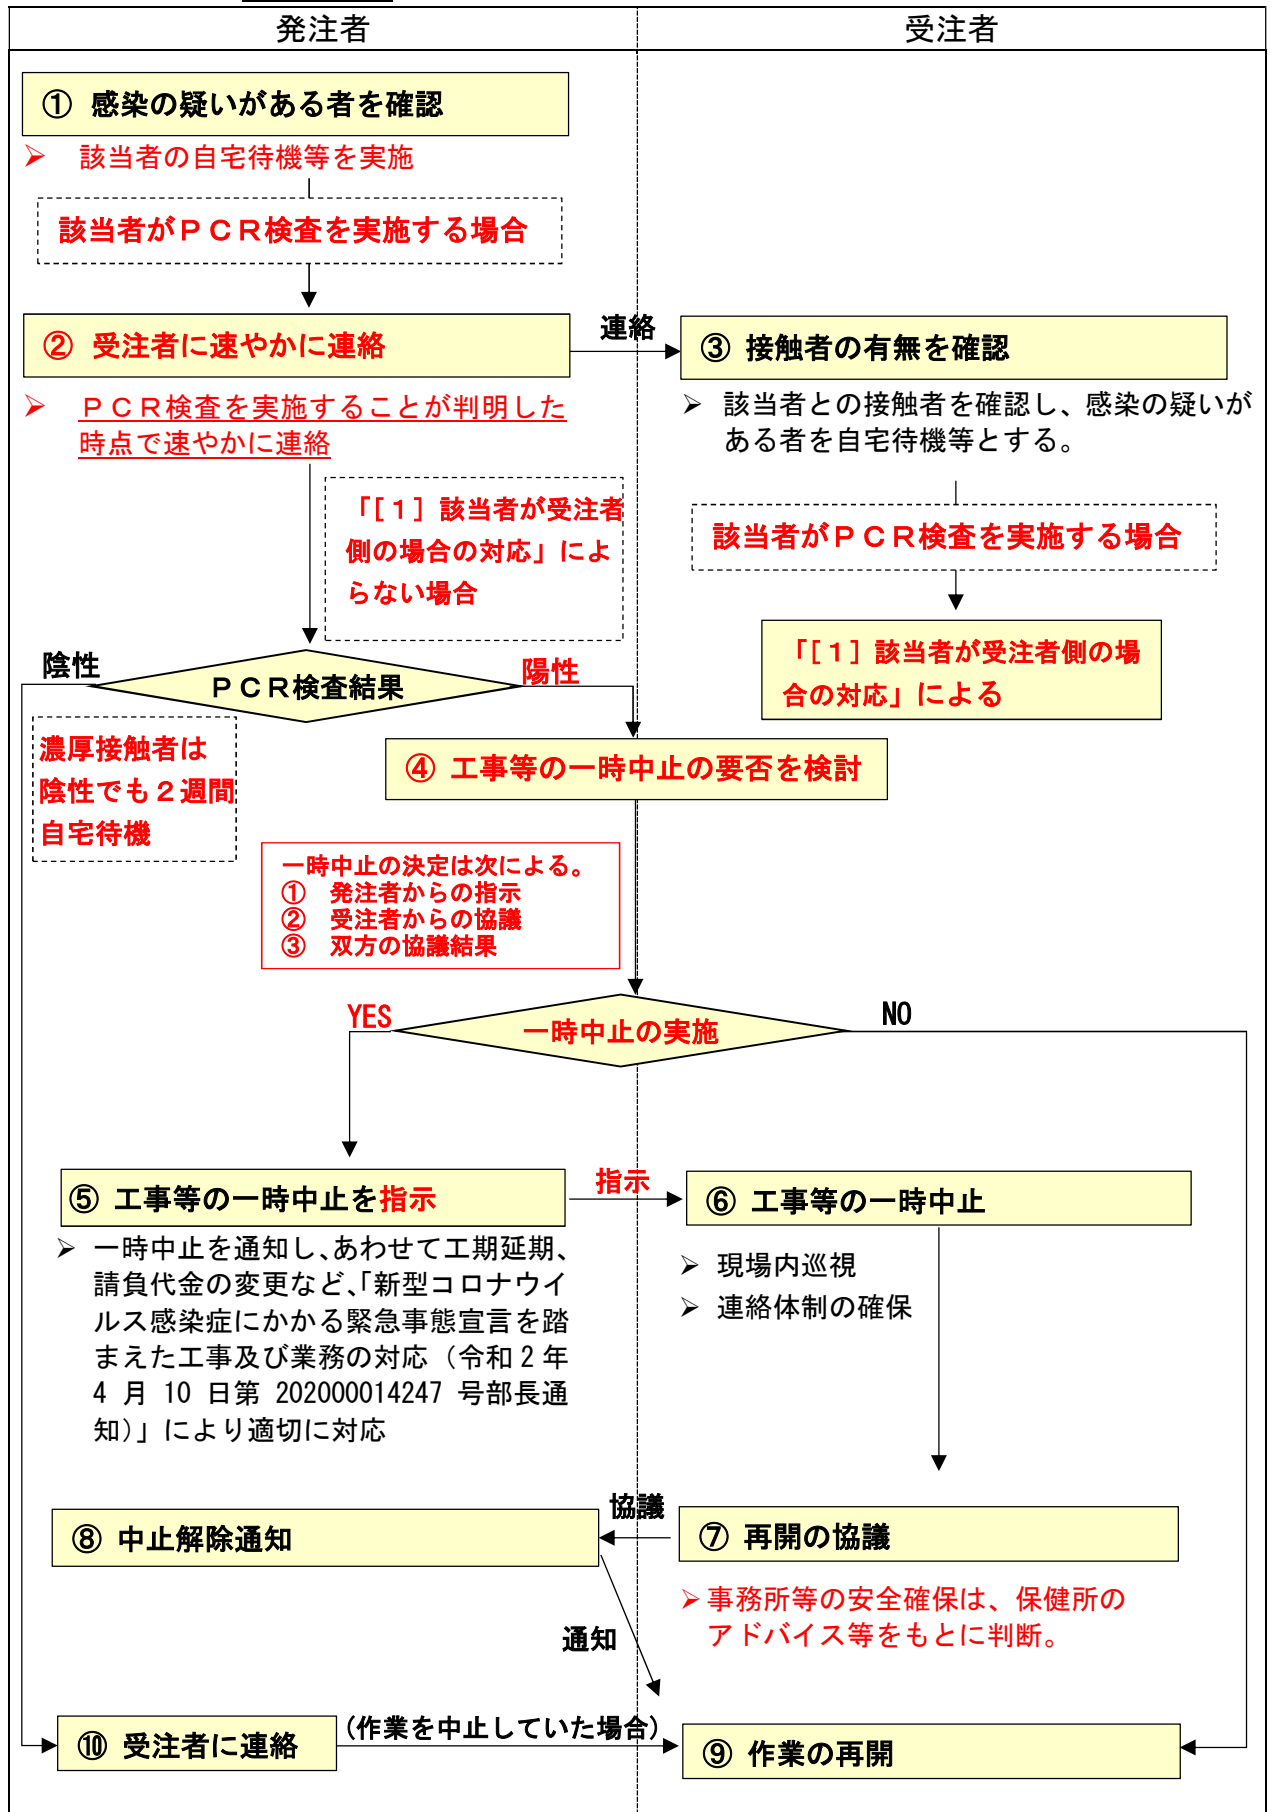 発注者
受注者
① 感染の疑いがある者を確認
➢ 該当者の自宅待機等を実施
該当者がＰＣＲ検査を実施する場合
② 受注者に速やかに連絡
連絡
③ 接触者の有無を確認
➢ ＰＣＲ検査を実施することが判明した
時点で速やかに連絡
➢ 該当者との接触者を確認し、感染の疑いが
ある者を自宅待機等とする。
「[１] 該当者が受注者
側の場合の対応」によ
らない場合
該当者がＰＣＲ検査を実施する場合
「[１] 該当者が受注者側の場
合の対応」による
陰性
ＰＣＲ検査結果
陽性
濃厚接触者は
陰性でも２週間
自宅待機
④ 工事等の一時中止の要否を検討
一時中止の決定は次による。
① 発注者からの指示
② 受注者からの協議
③ 双方の協議結果
YES
一時中止の実施
NO
⑤ 工事等の一時中止を指示
指示
⑥ 工事等の一時中止
➢ 一時中止を通知し、あわせて工期延期、
請負代金の変更など、「新型コロナウイ
ルス感染症にかかる緊急事態宣言を踏
まえた工事及び業務の対応（令和２年
4 月 10 日第 202000014247 号部長通
知）」により適切に対応
➢ 現場内巡視
➢ 連絡体制の確保
⑧ 中止解除通知
協議
⑦ 再開の協議
➢ 事務所等の安全確保は、保健所の
アドバイス等をもとに判断。
通知
⑩ 受注者に連絡
(作業を中止していた場合)
⑨ 作業の再開